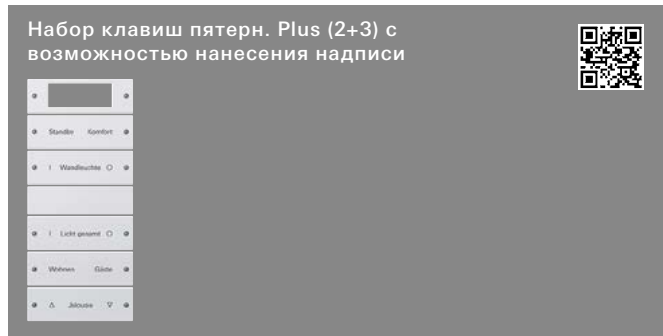 Набор клавиш пятерн. Plus (2+3) с
возможностью нанесения надписи
Standby Komfort
I Wandleuchte O
I Licht gesamt O
Wohnen Gäste
Δ Jalousie ∇